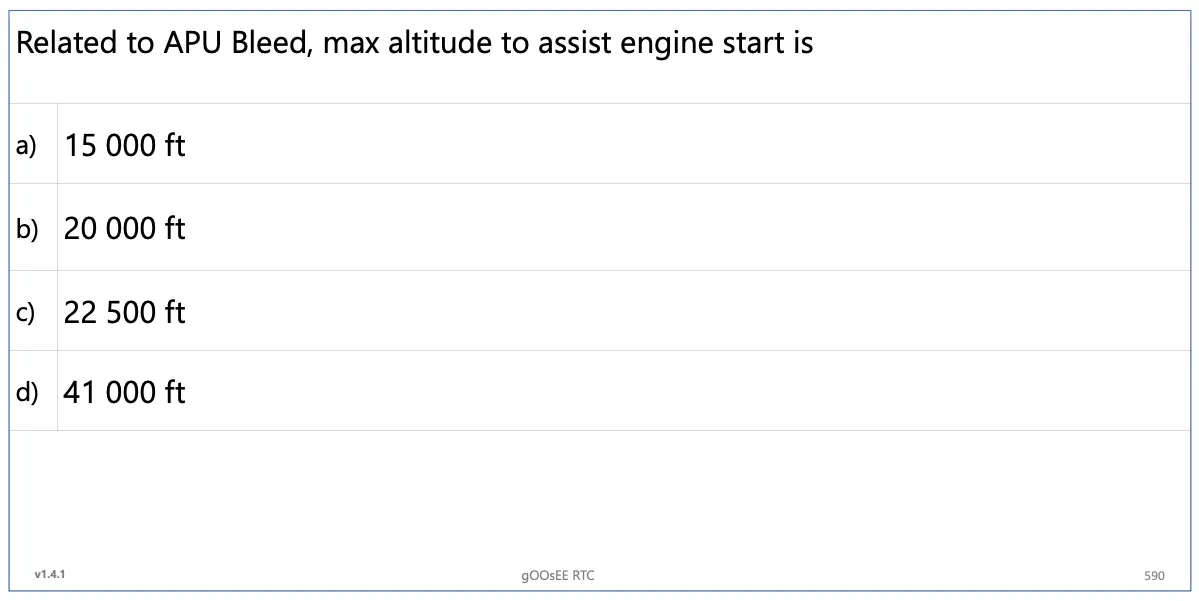 Related to APU Bleed, max altitude to assist engine start is
a) 15 000 ft
b) 20 000 ft
c) 22 500 ft
d) 41 000 ft
v1.4.1 gOOsEE RTC 590